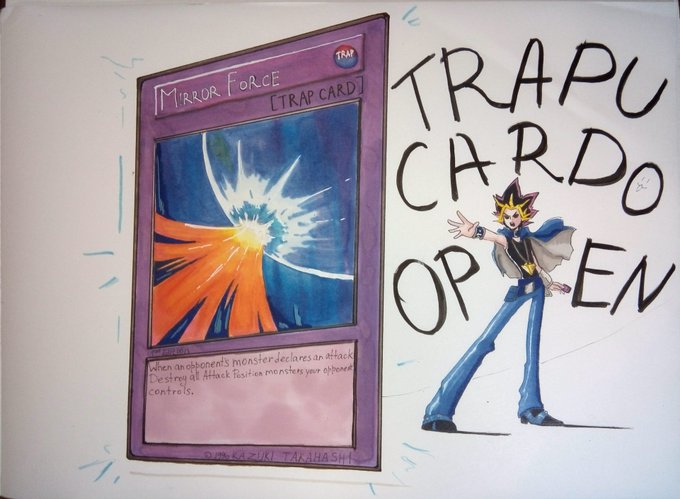 MIRROR FORCE
TRAP
[TRAP CARD]
When an opponent's monster declares an attack
Destroy all Attack Position monsters your opponent
controls.
©1996 KAZUKI TAKAHASHI
TRAPU
CARDO
OPEN